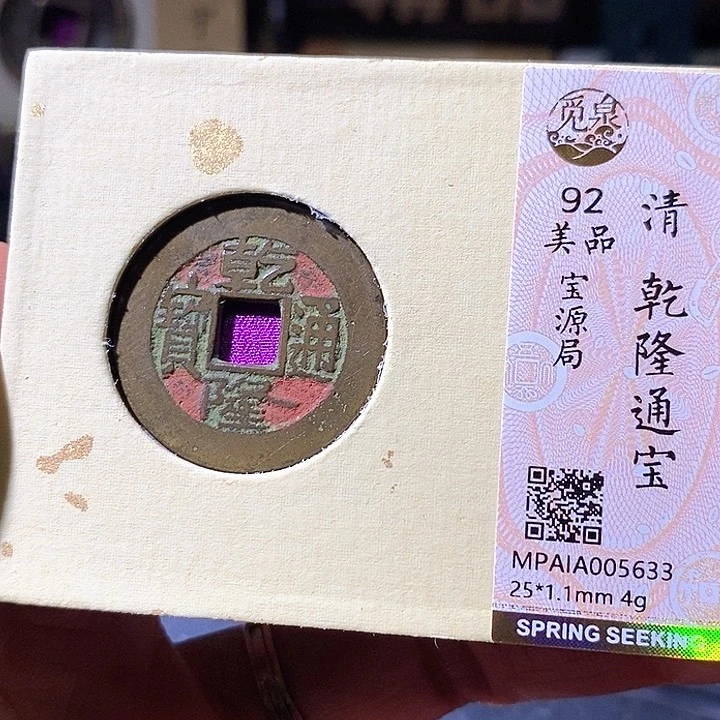 乾
隆
通
寶
觅泉
92
美品
宝源局
清 乾隆通宝
MPAIA005633
25*1.1mm 4g
SPRING SEEKIN